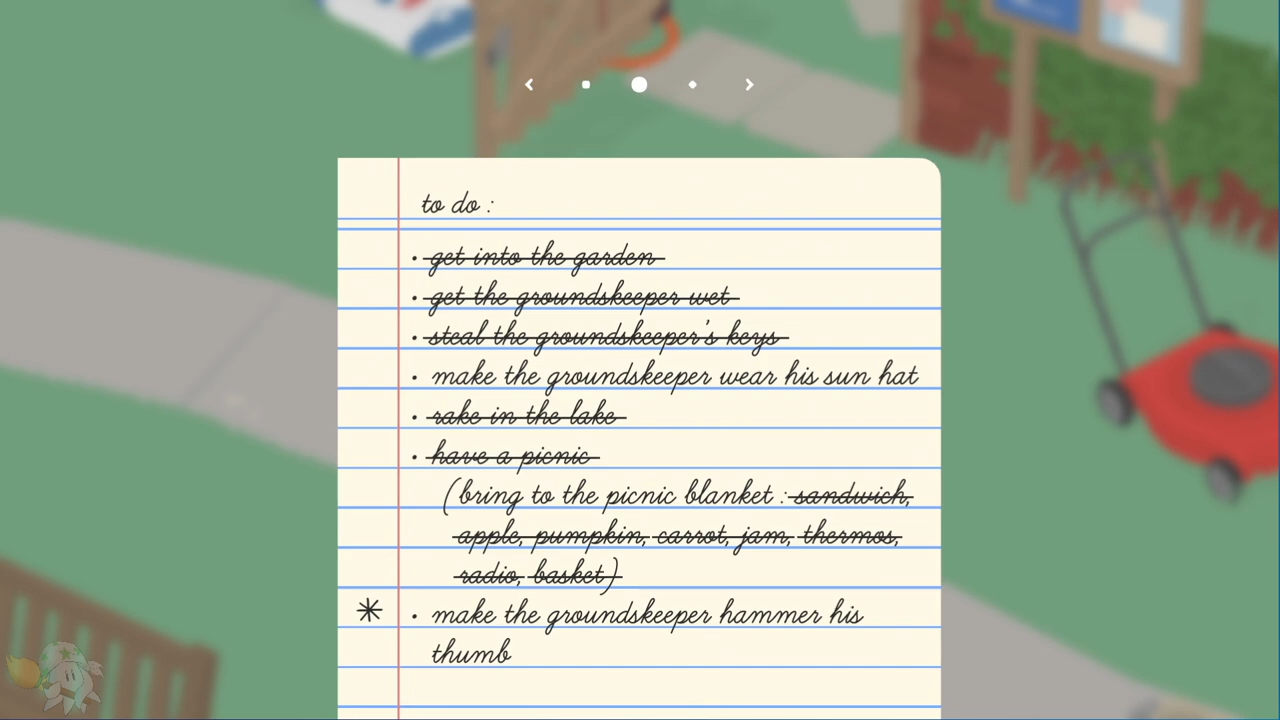 to do :
· get into the garden
· get the groundskeeper wet
· steal the groundskeeper's keys
· make the groundskeeper wear his sun hat
· rake in the lake
· have a picnic
(bring to the picnic blanket : sandwich,
apple, pumpkin, carrot, jam, thermos,
radio, basket)
* · make the groundskeeper hammer his
thumb